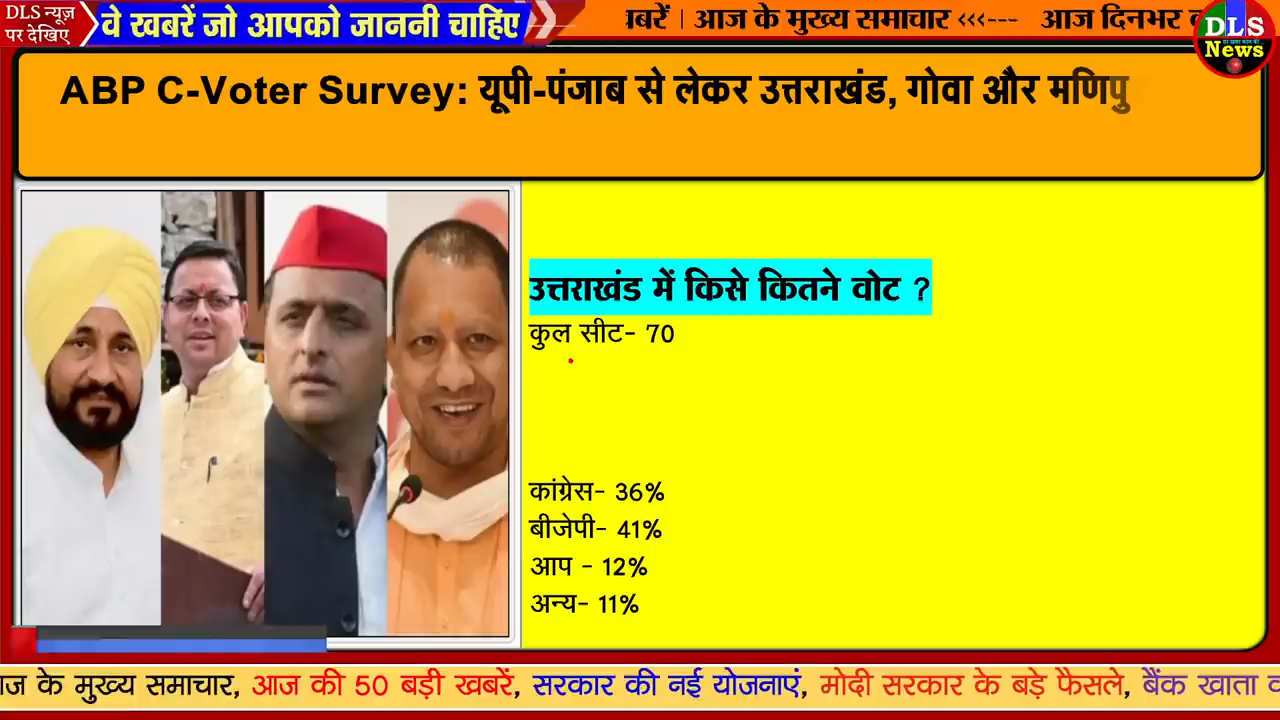 DLS न्यूज़
पर देखिए
वे खबरें जो आपको जाननी चाहिए
आज के मुख्य समाचार ‹‹‹--- आज दिनभर
DLS
News
ABP C-Voter Survey: यूपी-पंजाब से लेकर उत्तराखंड, गोवा और
उत्तराखंड में किसे कितने वोट ?
कुल सीट- 70
कांग्रेस- 36%
बीजेपी- 41%
आप - 12%
अन्य- 11%
के मुख्य समाचार, आज की 50 बड़ी खबरें, सरकार की नई योजनाएं, मोदी सरकार के बड़े फैसले, बैंक खाता